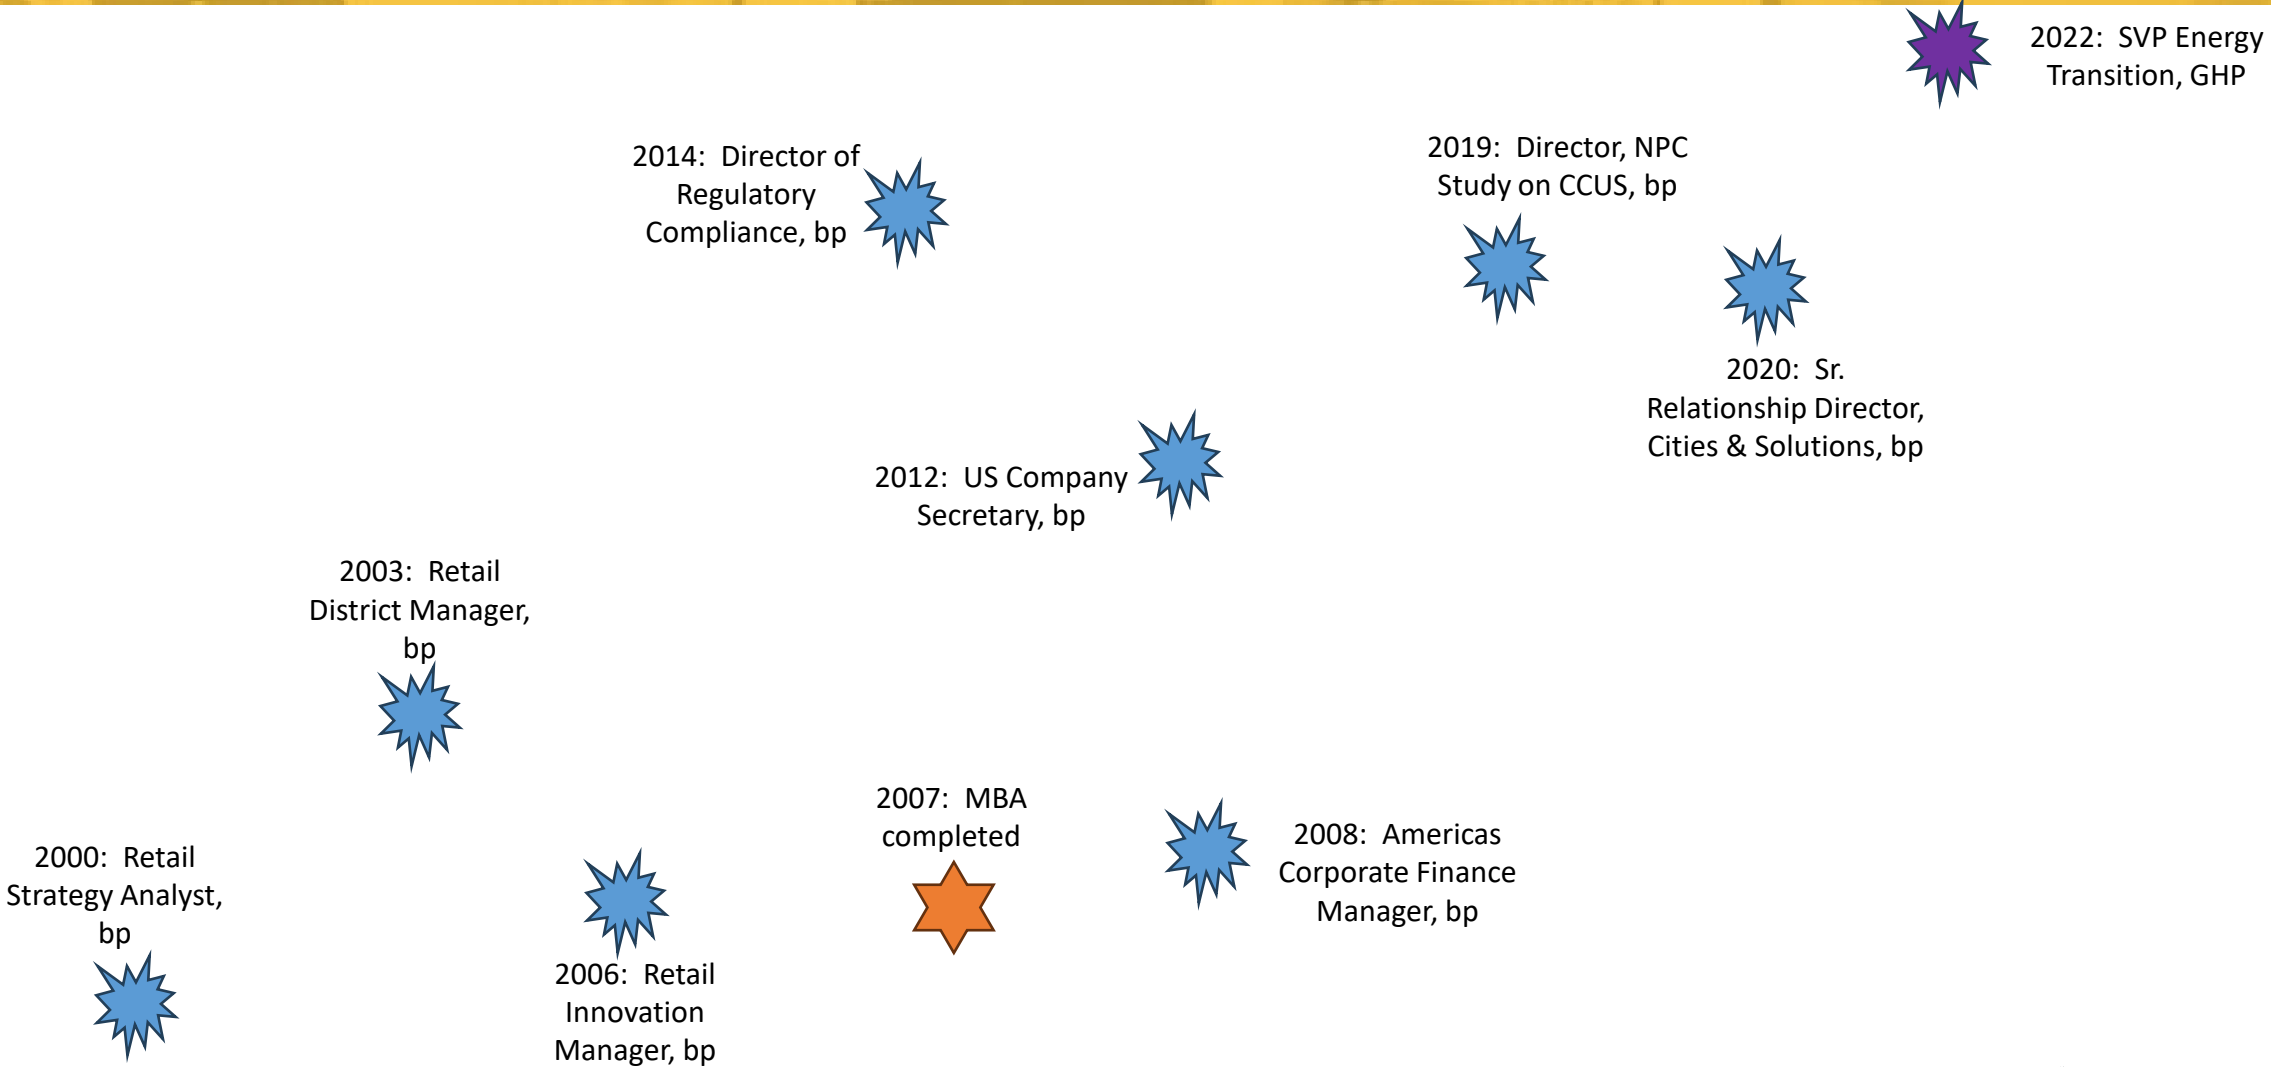 2022: SVP Energy
Transition, GHP
2014: Director of
Regulatory
Compliance, bp
2019: Director, NPC
Study on CCUS, bp
2020: Sr.
Relationship Director,
Cities & Solutions, bp
2012: US Company
Secretary, bp
2003: Retail
District Manager,
bp
2007: MBA
completed
2008: Americas
Corporate Finance
Manager, bp
2000: Retail
Strategy Analyst,
bp
2006: Retail
Innovation
Manager, bp